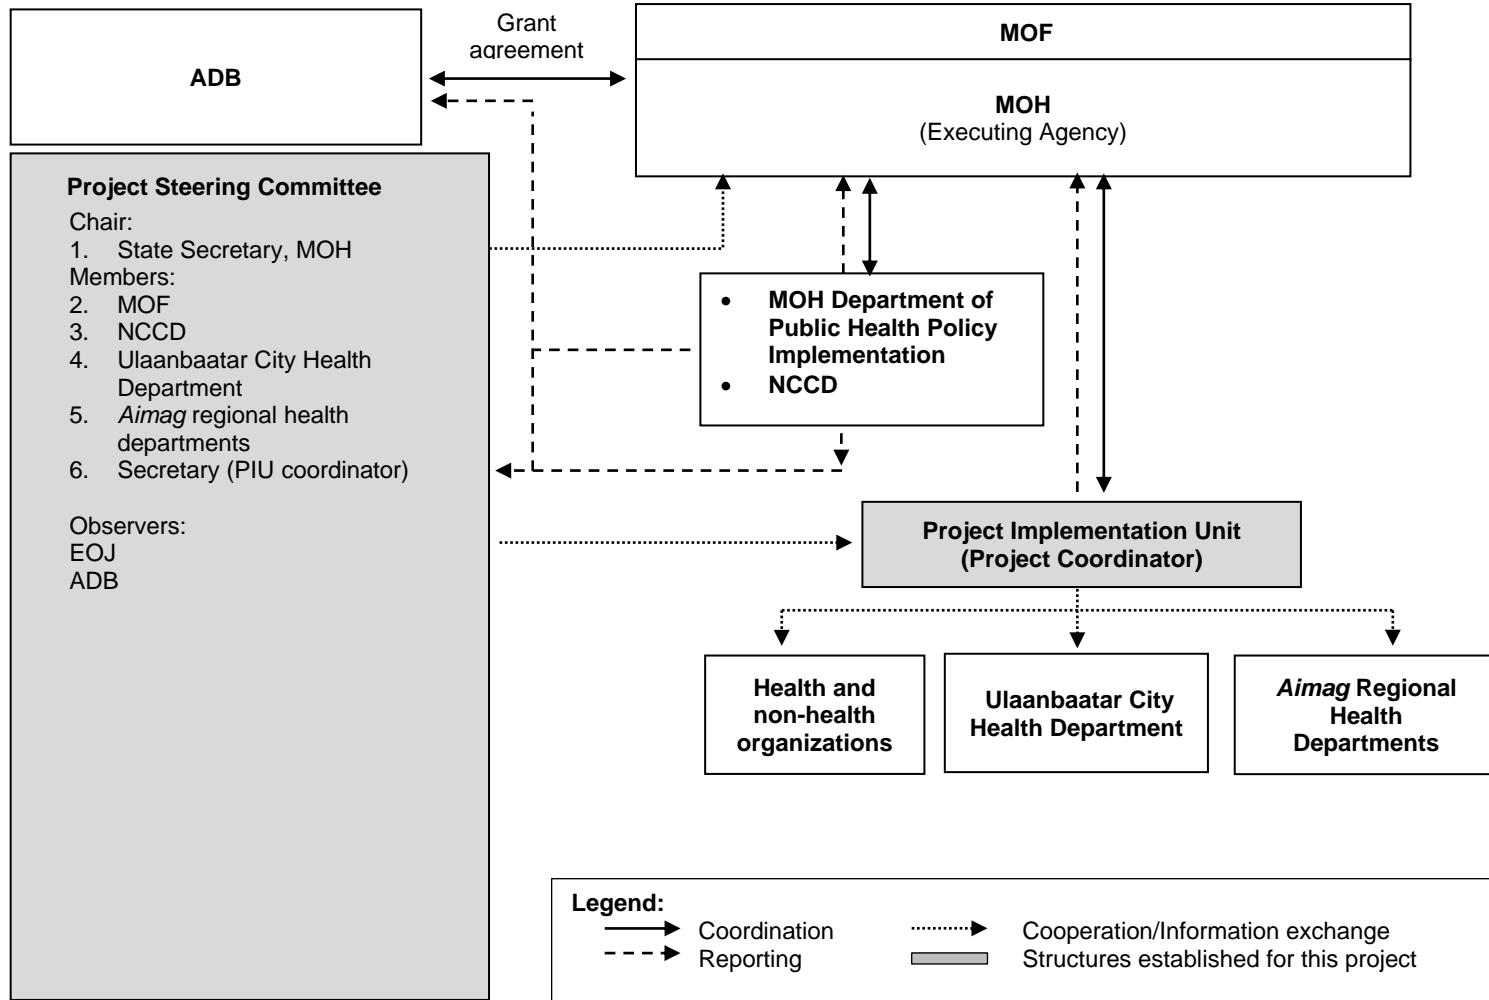 Grant
agreement
ADB
MOF
MOH
(Executing Agency)
Project Steering Committee
Chair:
1. State Secretary, MOH
Members:
2. MOF
3. NCCD
4. Ulaanbaatar City Health
Department
5. Aimag regional health
departments
6. Secretary (PIU coordinator)
Observers:
EOJ
ADB
• MOH Department of
Public Health Policy
Implementation
• NCCD
Project Implementation Unit
(Project Coordinator)
Health and
non-health
organizations
Ulaanbaatar City
Health Department
Aimag Regional
Health
Departments
Legend:
Coordination
Reporting
Cooperation/Information exchange
Structures established for this project